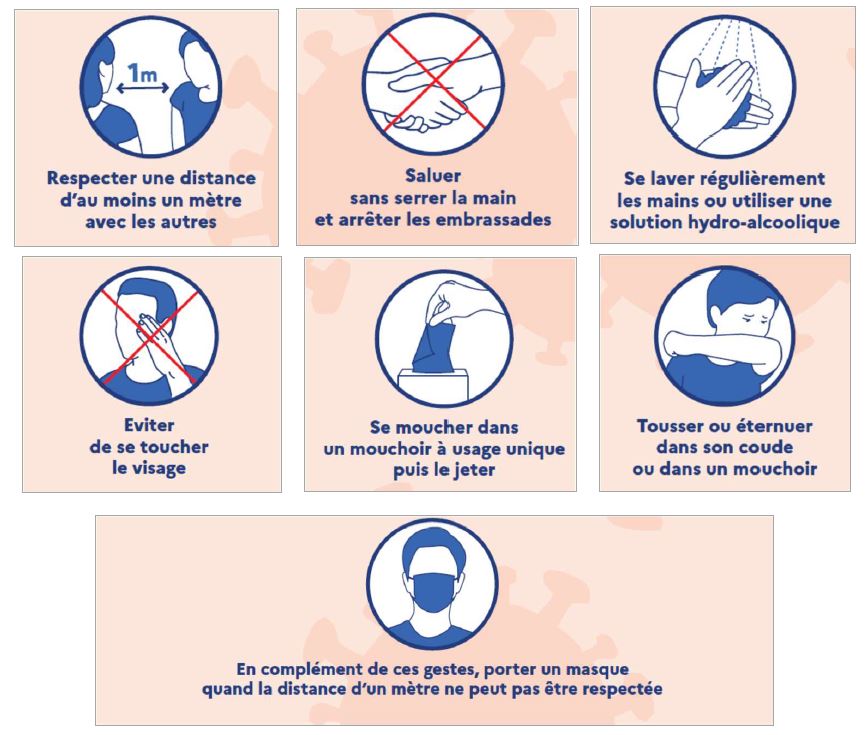 1m
Respecter une distance
d'au moins un mètre
avec les autres
Saluer
sans serrer la main
et arrêter les embrassades
Se laver régulièrement
les mains ou utiliser une
solution hydro-alcoolique
Eviter
de se toucher
le visage
Se moucher dans
un mouchoir à usage unique
puis le jeter
Tousser ou éternuer
dans son coude
ou dans un mouchoir
En complément de ces gestes, porter un masque
quand la distance d'un mètre ne peut pas être respectée